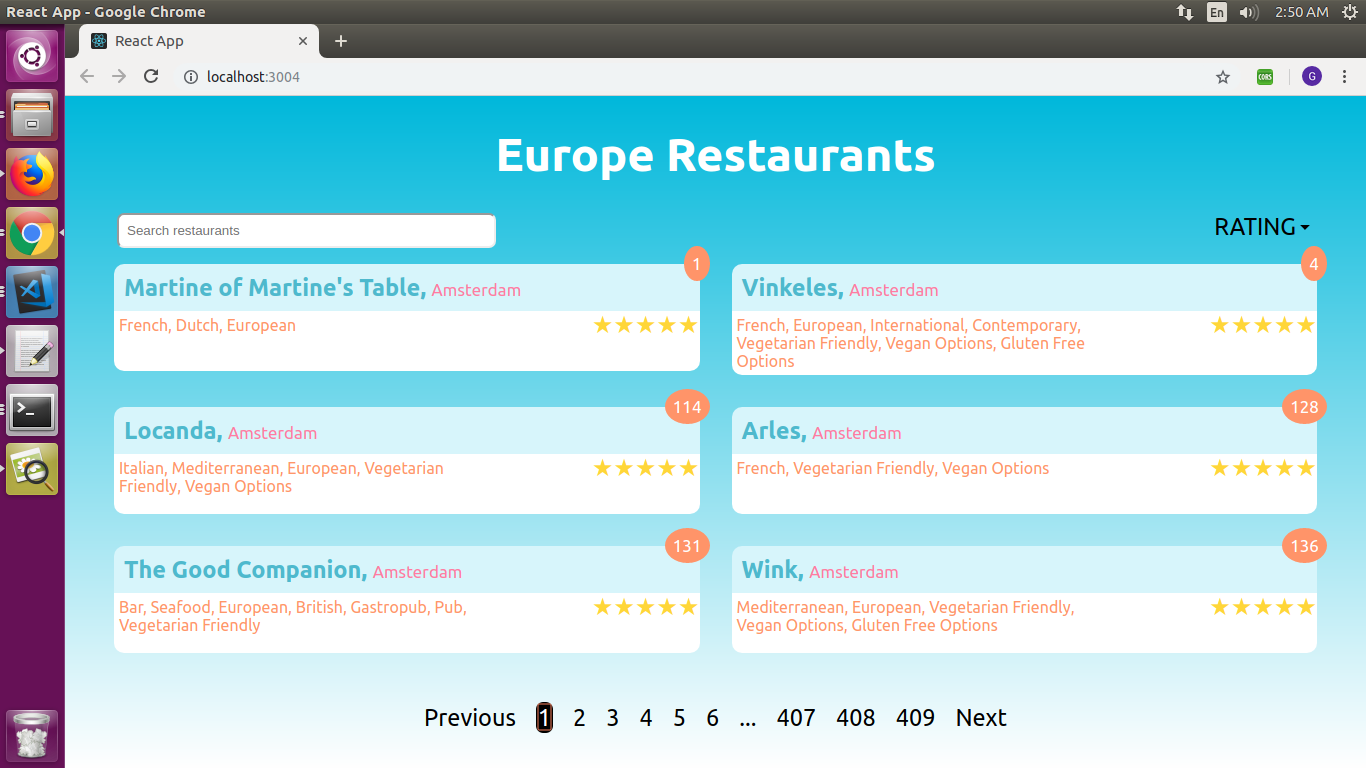 React App - Google Chrome
En
2:50 AM
React App
localhost:3004
CORS
G
Europe Restaurants
Search restaurants
RATING
1
Martine of Martine's Table, Amsterdam
French, Dutch, European
★★★★★
4
Vinkeles, Amsterdam
French, European, International, Contemporary,
Vegetarian Friendly, Vegan Options, Gluten Free
Options
★★★★★
114
Locanda, Amsterdam
Italian, Mediterranean, European, Vegetarian
Friendly, Vegan Options
★★★★★
128
Arles, Amsterdam
French, Vegetarian Friendly, Vegan Options
★★★★★
131
The Good Companion, Amsterdam
Bar, Seafood, European, British, Gastropub, Pub,
Vegetarian Friendly
★★★★★
136
Wink, Amsterdam
Mediterranean, European, Vegetarian Friendly,
Vegan Options, Gluten Free Options
★★★★★
Previous 1 2 3 4 5 6 ... 407 408 409 Next